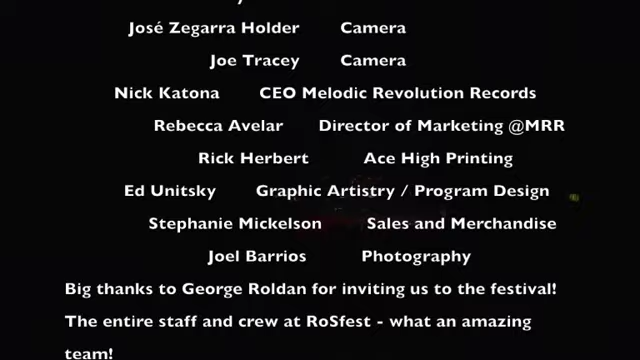 José Zegarra Holder Camera
Joe Tracey Camera
Nick Katona CEO Melodic Revolution Records
Rebecca Avelar Director of Marketing @MRR
Rick Herbert Ace High Printing
Ed Unitsky Graphic Artistry / Program Design
Stephanie Mickelson Sales and Merchandise
Joel Barrios Photography
Big thanks to George Roldan for inviting us to the festival!
The entire staff and crew at RoSfest - what an amazing
team!